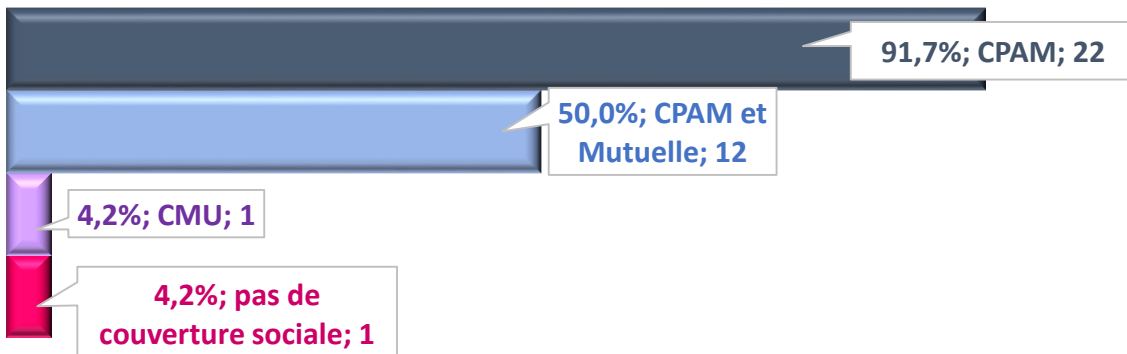 91,7%; CPAM; 22
50,0%; CPAM et
Mutuelle; 12
4,2%; CMU; 1
4,2%; pas de
couverture sociale; 1